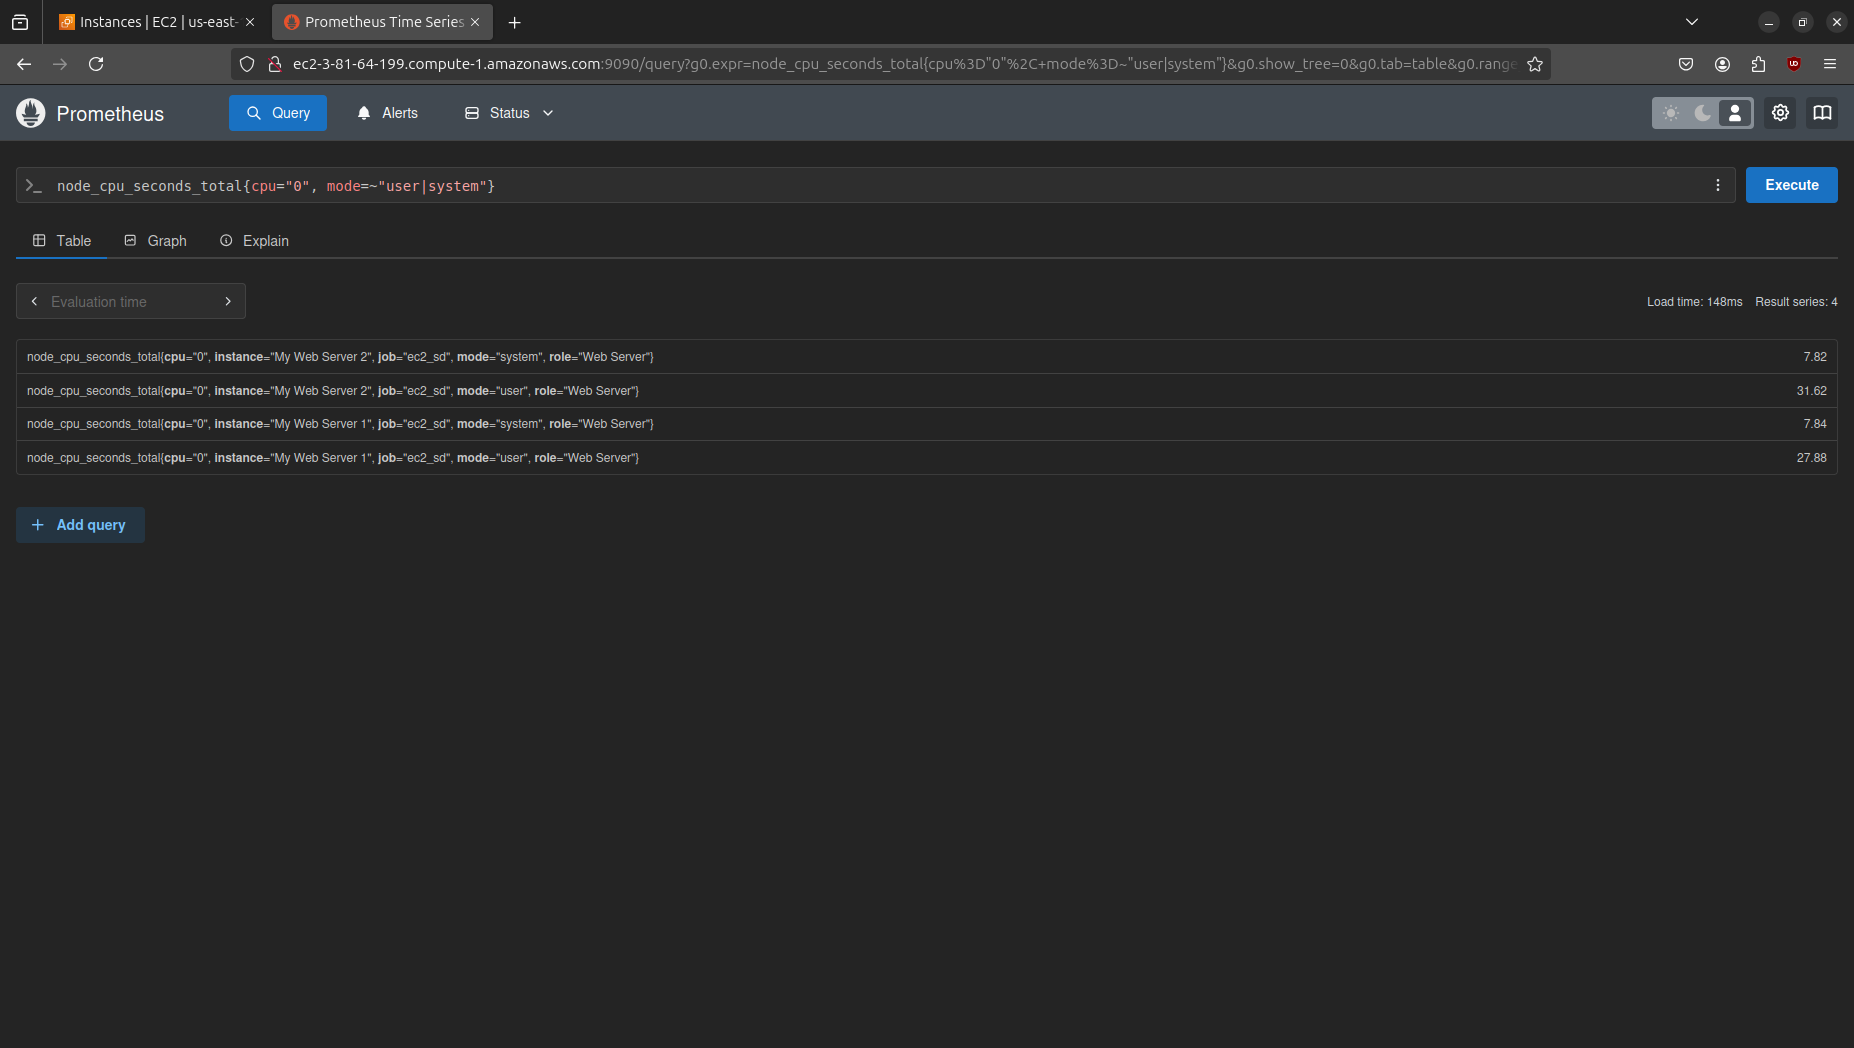 Instances | EC2 | us-east-
Prometheus Time Series
ec2-3-81-64-199.compute-1.amazonaws.com:9090/query?g0.expr=node_cpu_seconds_total{cpu%3D"0"%2C+mode%3D~"user|system"}&g0.show_tree=0&g0.tab=table&g0.range
Prometheus
Query
Alerts
Status
>_ node_cpu_seconds_total{cpu="0", mode=~"user|system"}
Execute
Table
Graph
Explain
Evaluation time
Load time: 148ms Result series: 4
node_cpu_seconds_total{cpu="0", instance="My Web Server 2", job="ec2_sd", mode="system", role="Web Server"} 7.82
node_cpu_seconds_total{cpu="0", instance="My Web Server 2", job="ec2_sd", mode="user", role="Web Server"} 31.62
node_cpu_seconds_total{cpu="0", instance="My Web Server 1", job="ec2_sd", mode="system", role="Web Server"} 7.84
node_cpu_seconds_total{cpu="0", instance="My Web Server 1", job="ec2_sd", mode="user", role="Web Server"} 27.88
+ Add query